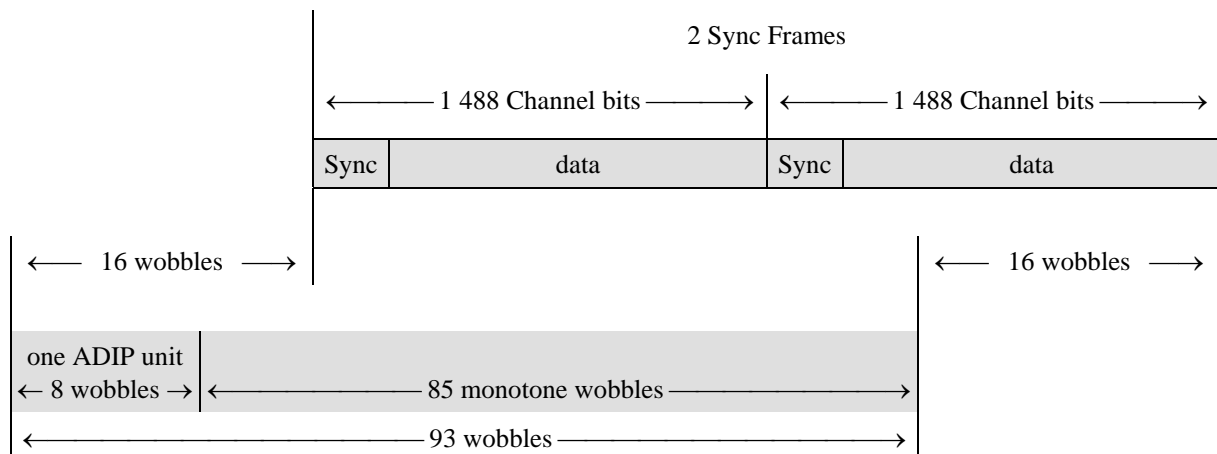 2 Sync Frames
1 488 Channel bits 1 488 Channel bits
Sync data Sync data
16 wobbles 16 wobbles
one ADIP unit
8 wobbles 85 monotone wobbles
93 wobbles